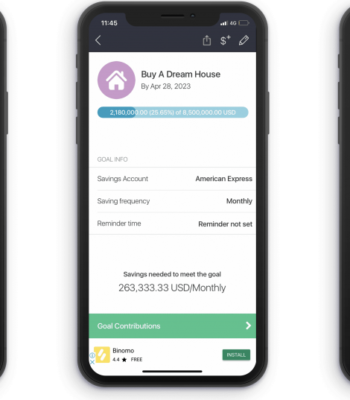 11:45
4G
Buy A Dream House
By Apr 28, 2023
2,180,000.00 (25.65%) of 8,500,000.00 USD
GOAL INFO
Savings Account American Express
Saving frequency Monthly
Reminder time Reminder not set
Savings needed to meet the goal
263,333.33 USD/Monthly
Goal Contributions
Binomo
4.4 ★ FREE
INSTALL